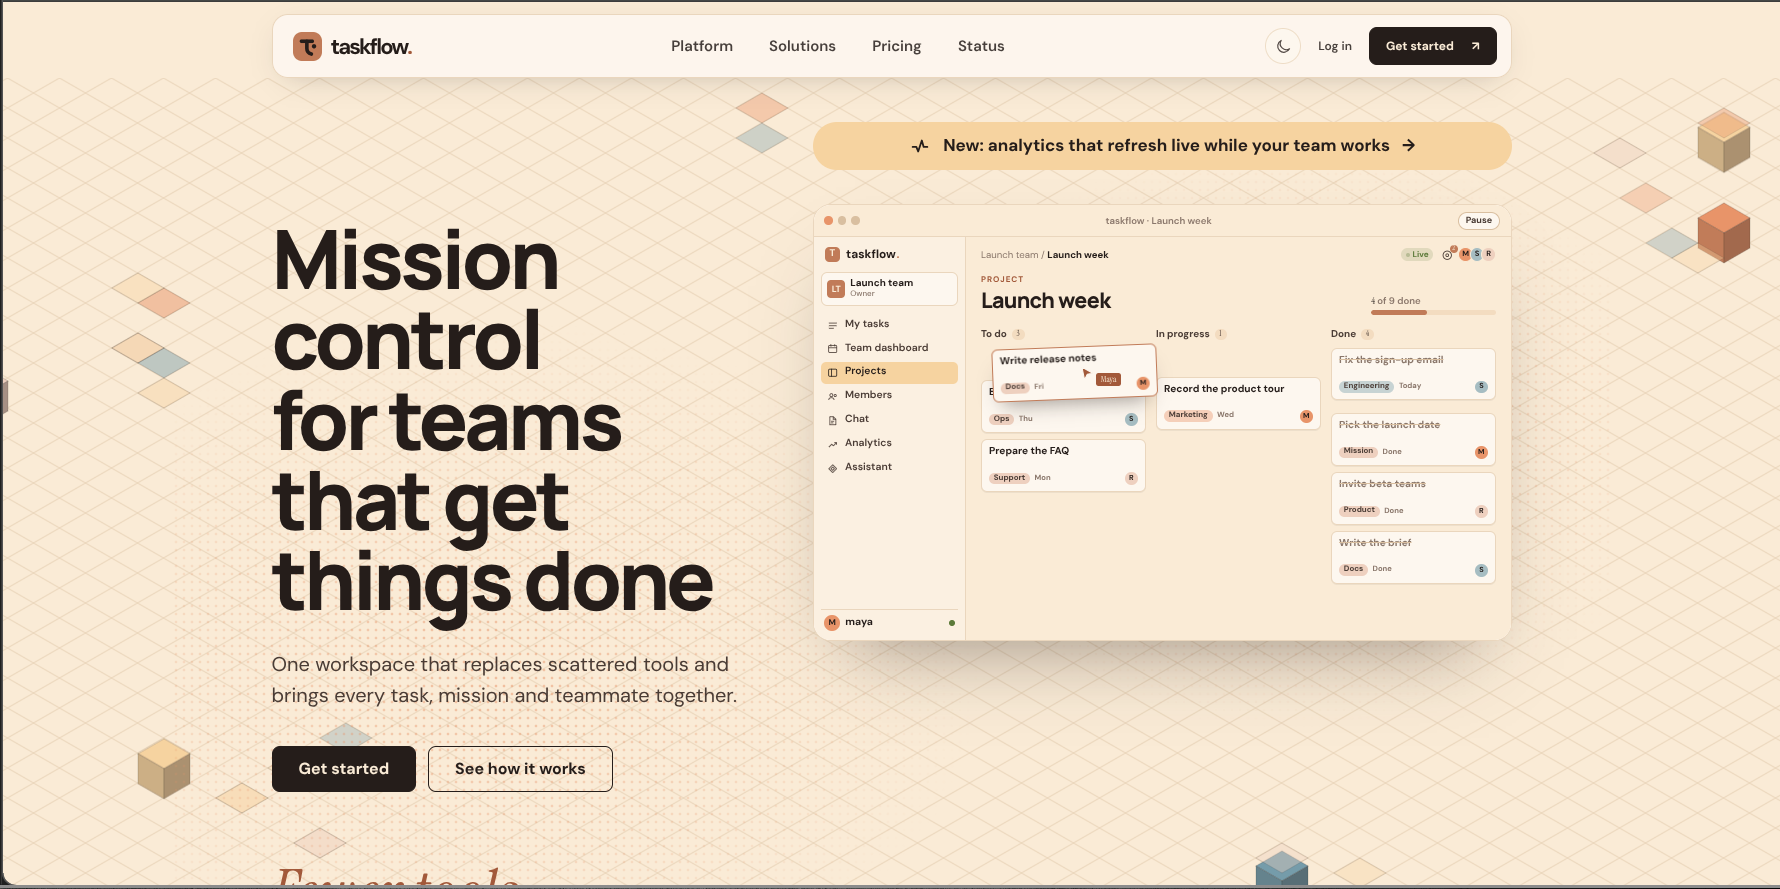 taskflow.
Platform
Solutions
Pricing
Status
Log in
Get started
New: analytics that refresh live while your team works →
Mission
control
for teams
that get
things done
One workspace that replaces scattered tools and
brings every task, mission and teammate together.
Get started
See how it works
taskflow · Launch week
Pause
T
taskflow.
LT
Launch team
Owner
My tasks
Team dashboard
Projects
Members
Chat
Analytics
Assistant
M
maya
Launch team / Launch week
Live
M
S
R
PROJECT
Launch week
4 of 9 done
To do 3
Write release notes
Docs Fri
Maya
M
Ops Thu
S
Prepare the FAQ
Support Mon
R
In progress 1
Record the product tour
Marketing Wed
M
Done 4
Fix the sign-up email
Engineering Today
S
Pick the launch date
Mission Done
M
Invite beta teams
Product Done
R
Write the brief
Docs Done
S